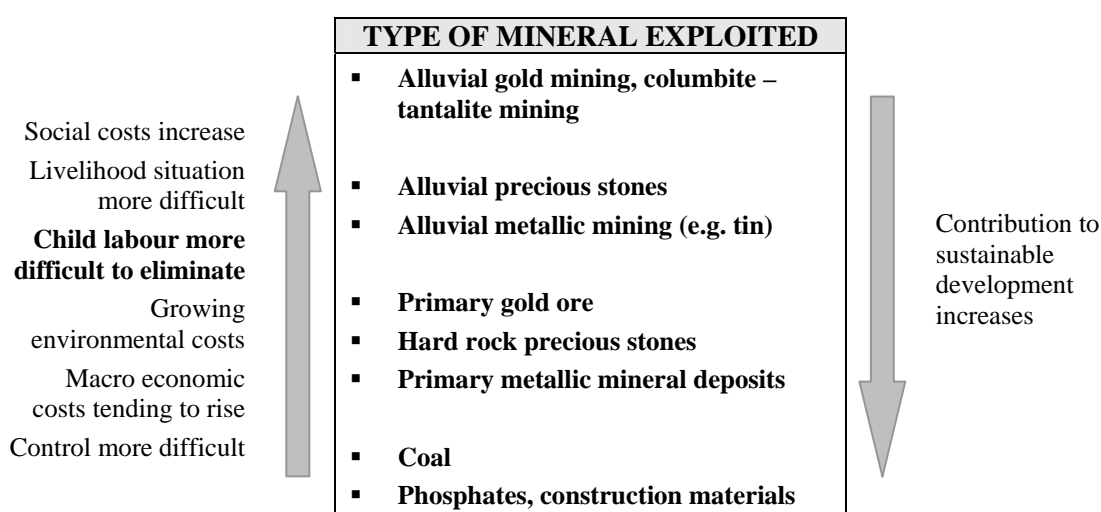 TYPE OF MINERAL EXPLOITED
▪ Alluvial gold mining, columbite –
tantalite mining
▪ Alluvial precious stones
▪ Alluvial metallic mining (e.g. tin)
▪ Primary gold ore
▪ Hard rock precious stones
▪ Primary metallic mineral deposits
▪ Coal
▪ Phosphates, construction materials
Social costs increase
Livelihood situation
more difficult
Child labour more
difficult to eliminate
Growing
environmental costs
Macro economic
costs tending to rise
Control more difficult
Contribution to
sustainable
development
increases